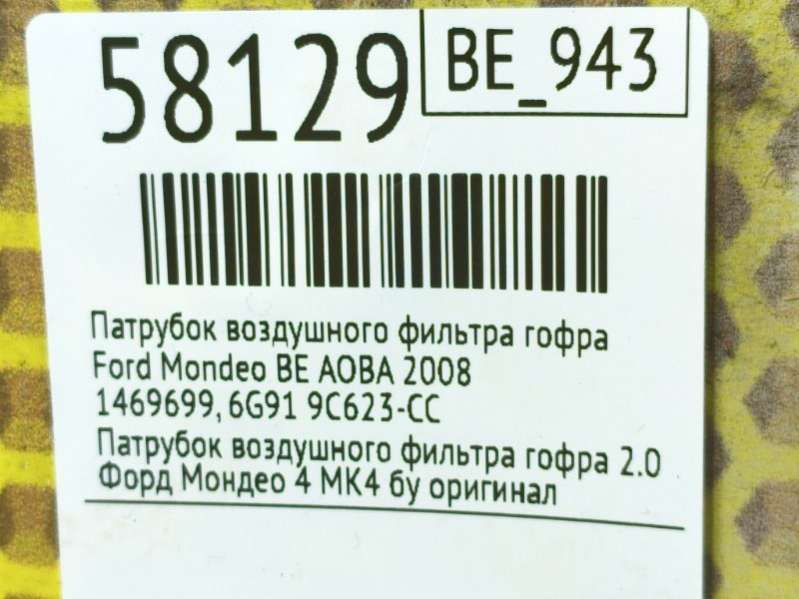 58129
BE_943
Патрубок воздушного фильтра гофра
Ford Mondeo BE AOBA 2008
1469699, 6G91 9C623-CC
Патрубок воздушного фильтра гофра 2.0
Форд Мондео 4 МК4 бу оригинал